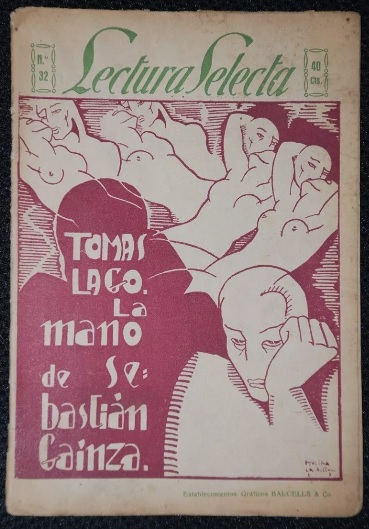 N.º
32
Lectura Selecta
40
Cts.
TOMAS
LAGO.
La
mano
de se:
bastián
Gainza.
Establecimientos Gráficos BALCELLS & Co.